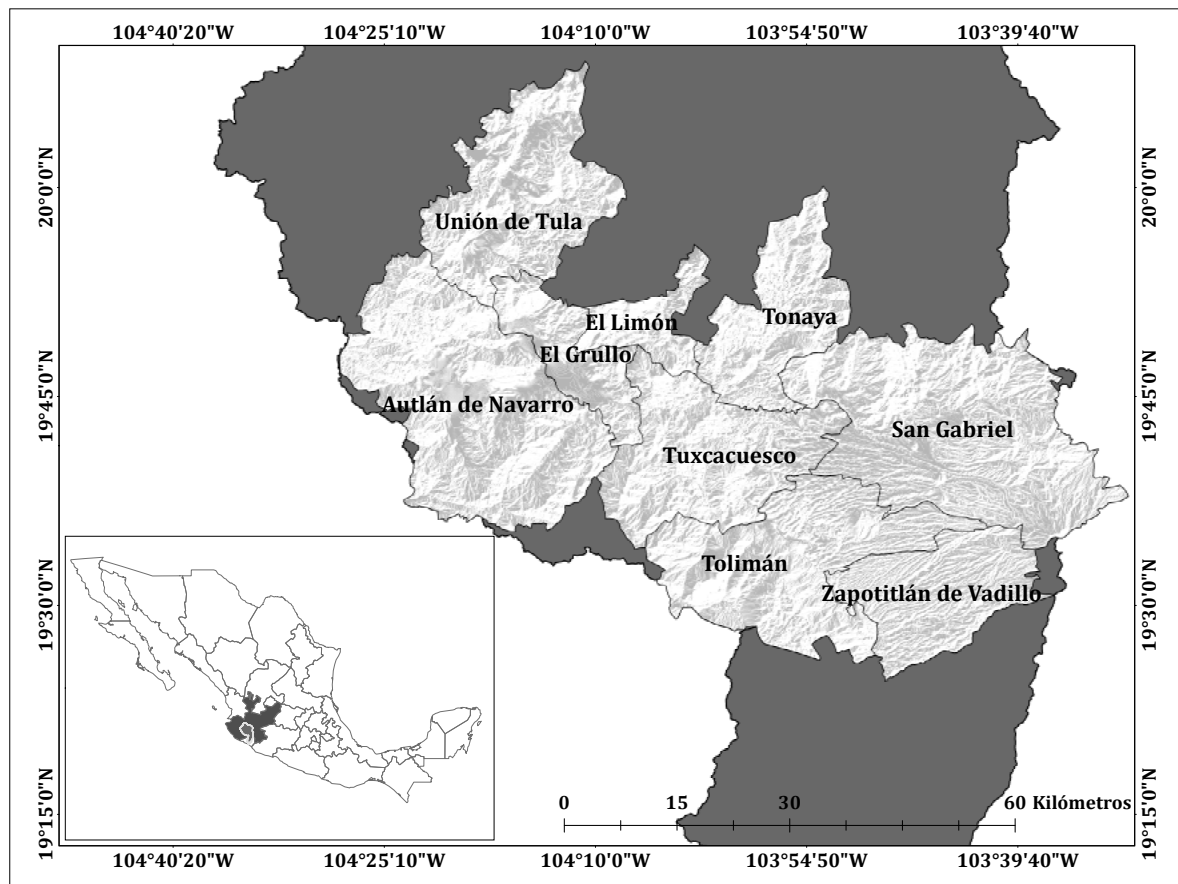 104°40'20"W 104°25'10"W 104°1'0"W 103°54'50"W 103°39'40"W
20°0'0"N
20°0'0"N
Unión de Tula
El Limón
Tonaya
El Grullo
19°45'0"N
19°45'0"N
Autlán de Navarro
San Gabriel
Tuxcacuesco
Tolimán
Zapotitlán de Vadillo
19°30'0"N
19°30'0"N
0 15 30 60 Kilómetros
19°15'0"N
19°15'0"N
104°40'20"W 104°25'10"W 104°1'0"W 103°54'50"W 103°39'40"W